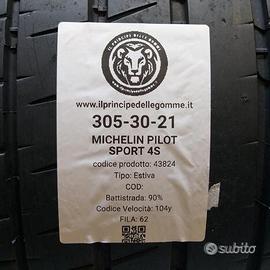 IL PRINCIPE DELLE GOMME
www.ilprincipedellegomme.it
305-30-21
MICHELIN PILOT
SPORT 4S
codice prodotto: 43824
Tipo: Estiva
COD:
Battistrada: 90%
Codice Velocità: 104y
FILA: 62
subito